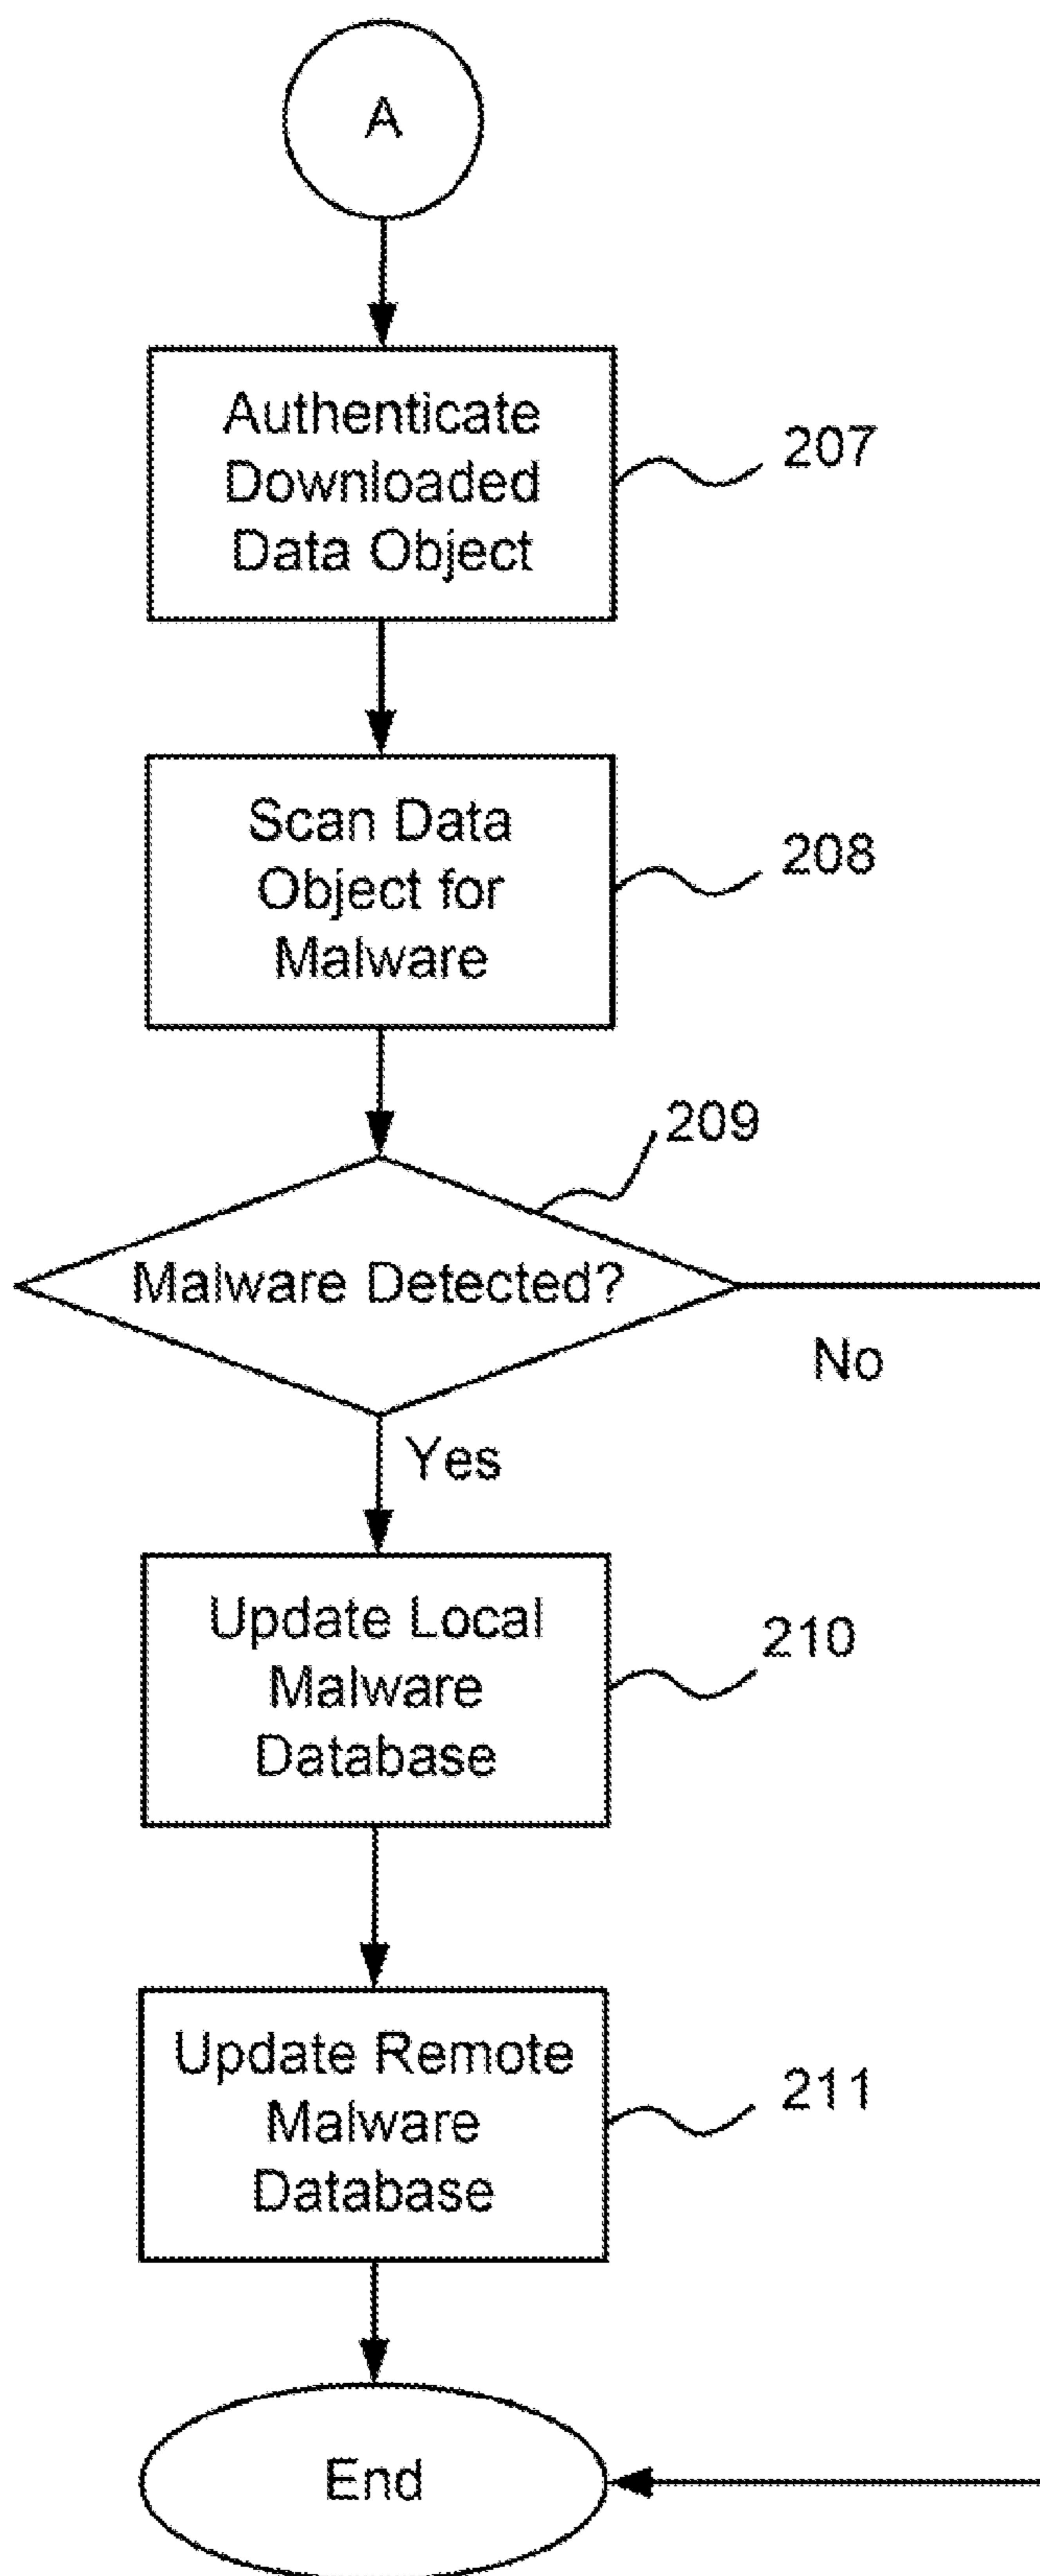 A
Authenticate
Downloaded
Data Object
207
Scan Data
Object for
Malware
208
209
Malware Detected?
No
Yes
Update Local
Malware
Database
210
Update Remote
Malware
Database
211
End